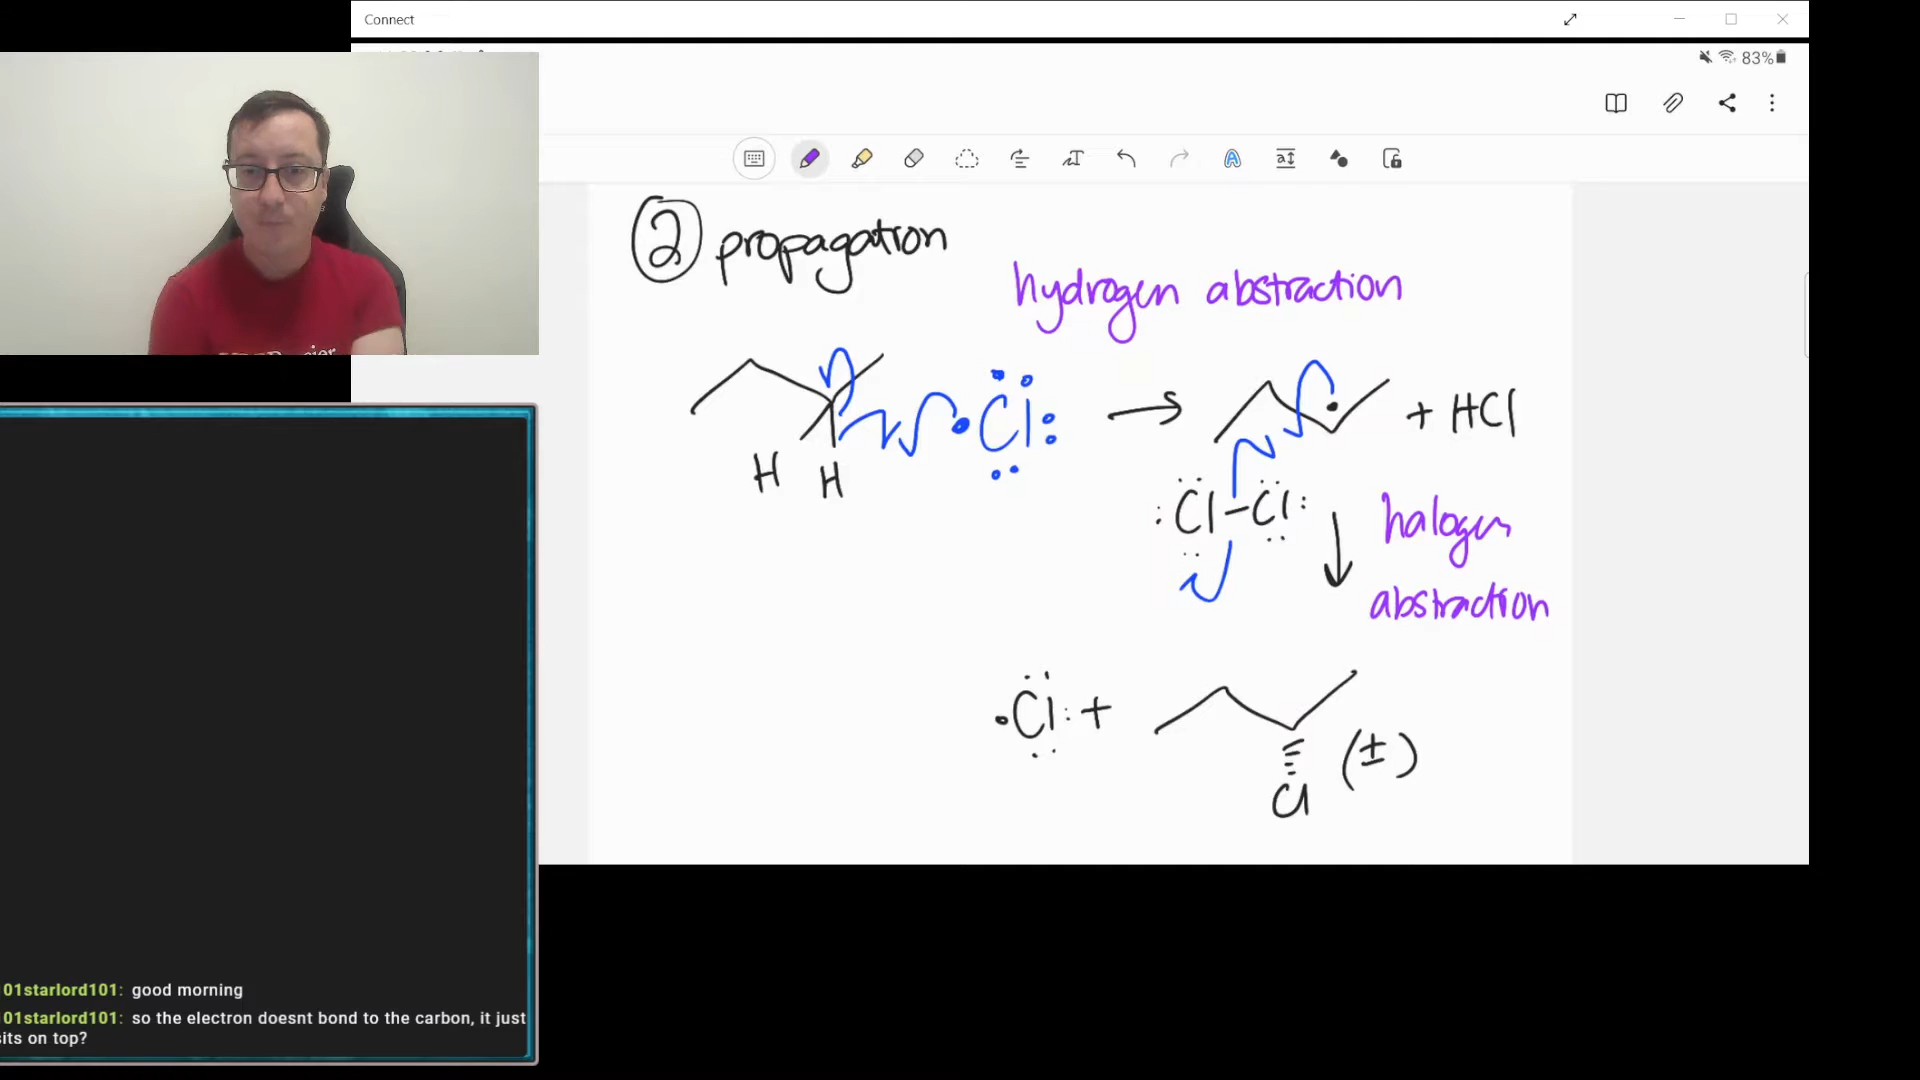 Connect
83%
② propagation
hydrogen abstraction
H H
•Cl: → + HCl
:Cl–Cl:
halogen
abstraction
•Cl: +
Cl (±)
01starlord101: good morning
01starlord101: so the electron doesnt bond to the carbon, it just
sits on top?